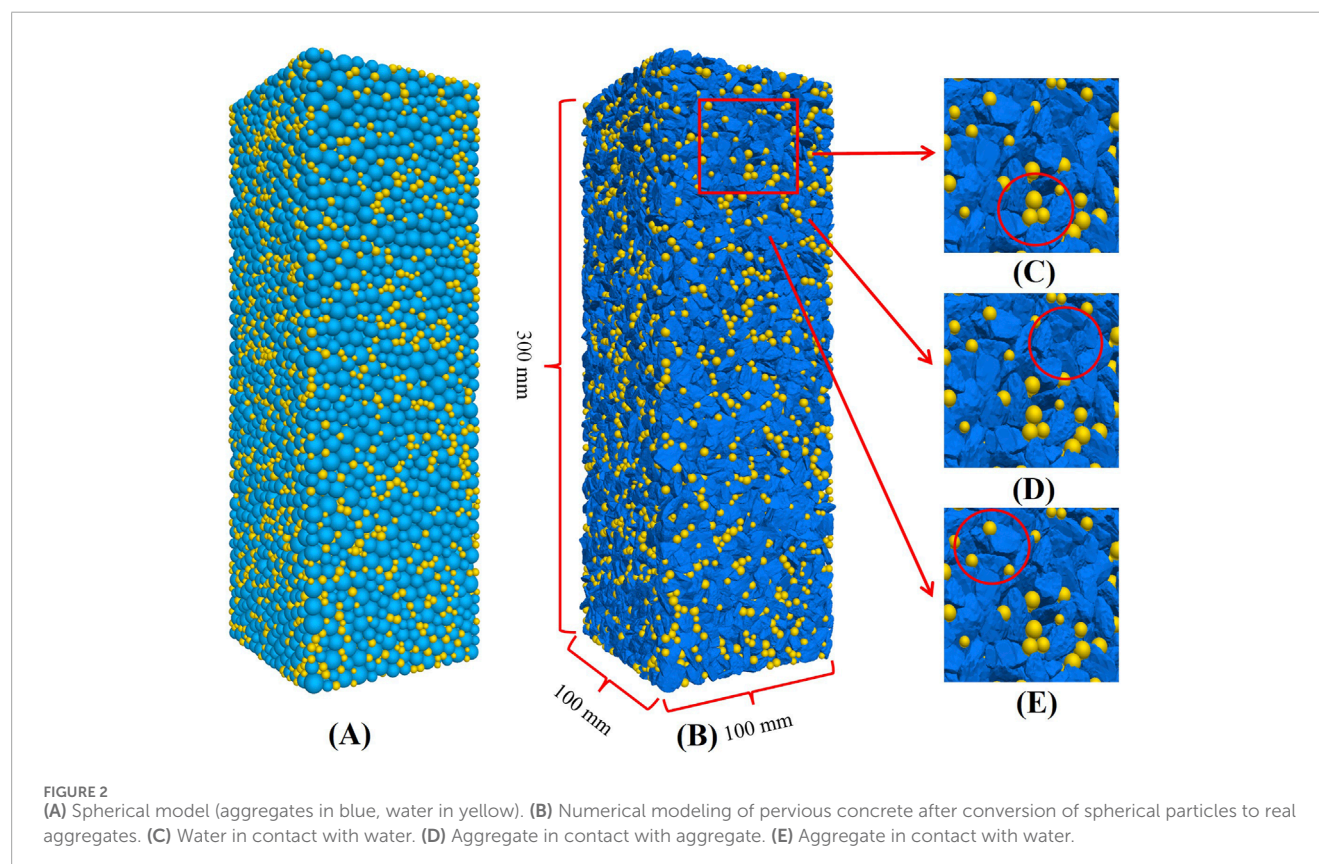 300 mm
100 mm
100 mm
(A)
(B)
(C)
(D)
(E)
FIGURE 2
(A) Spherical model (aggregates in blue, water in yellow). (B) Numerical modeling of pervious concrete after conversion of spherical particles to real
aggregates. (C) Water in contact with water. (D) Aggregate in contact with aggregate. (E) Aggregate in contact with water.